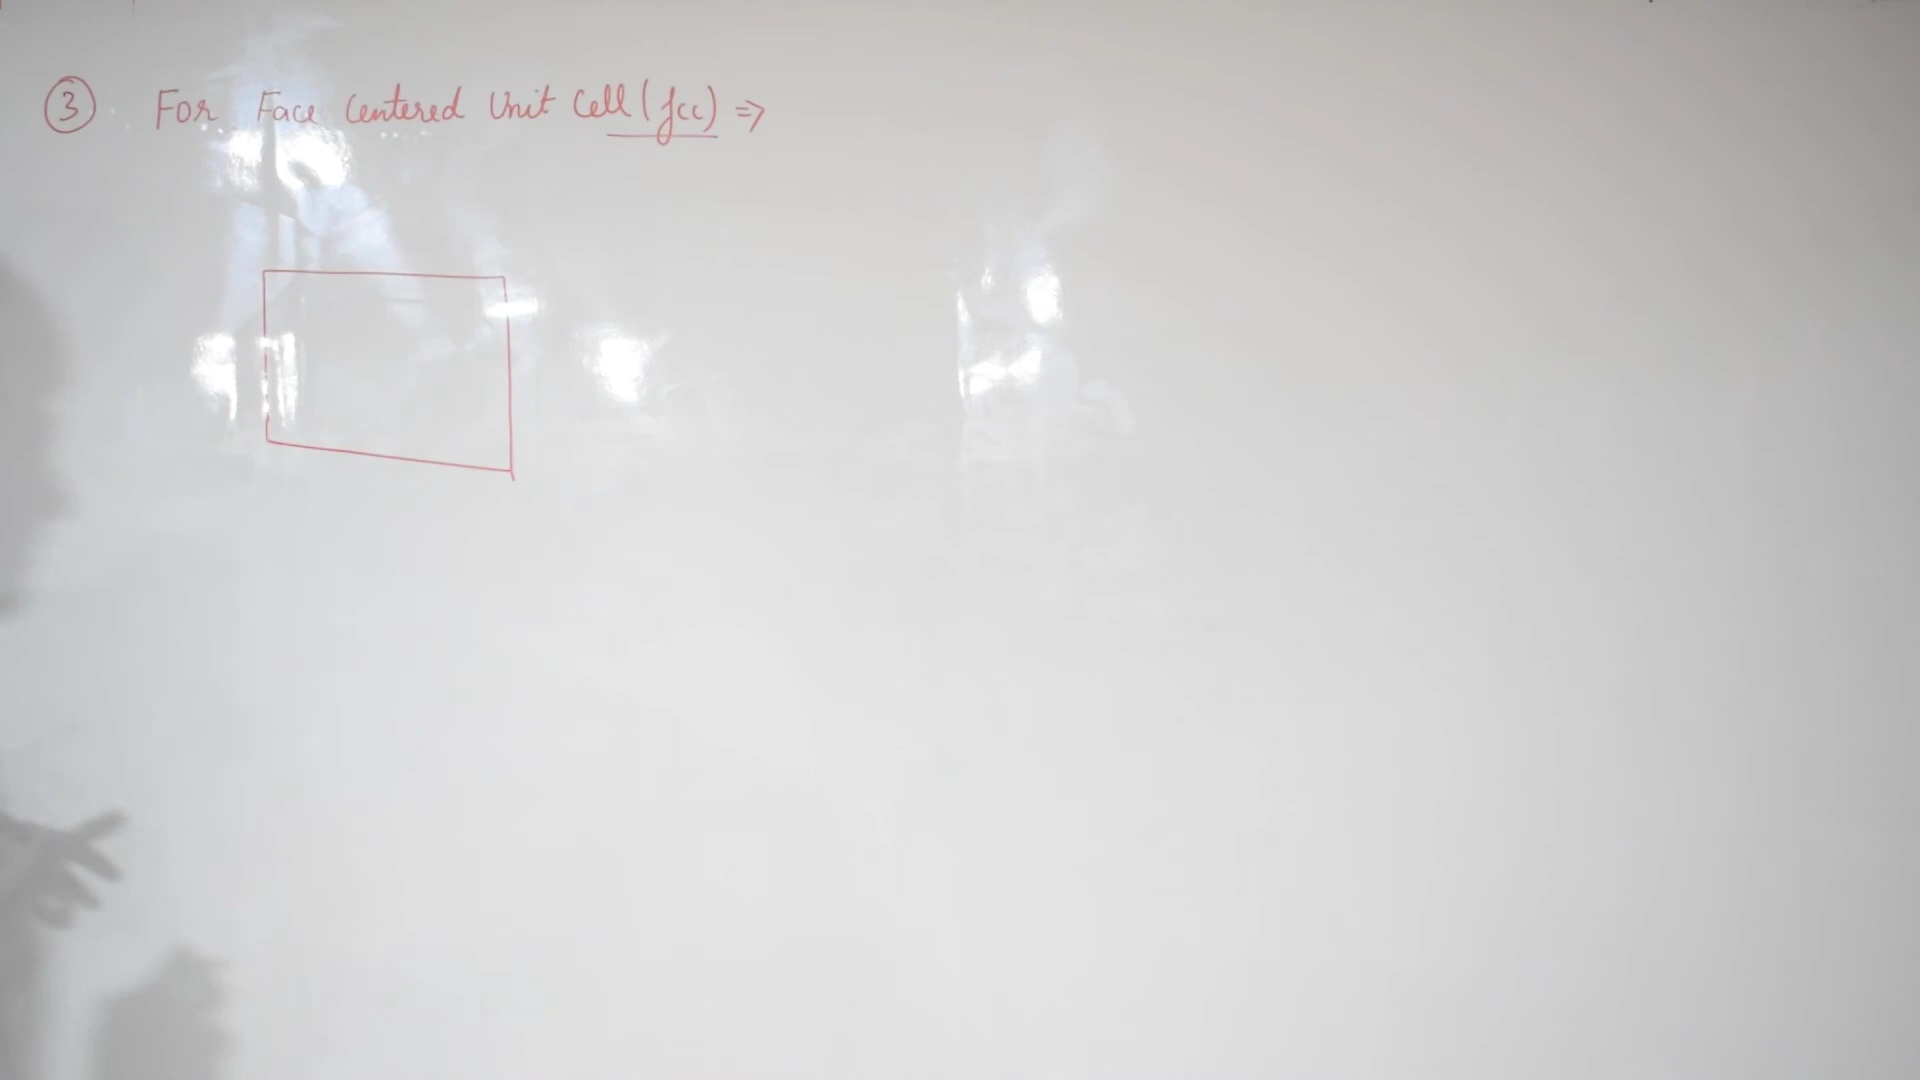 ③ For Face Centered Unit Cell (fcc) ⇒